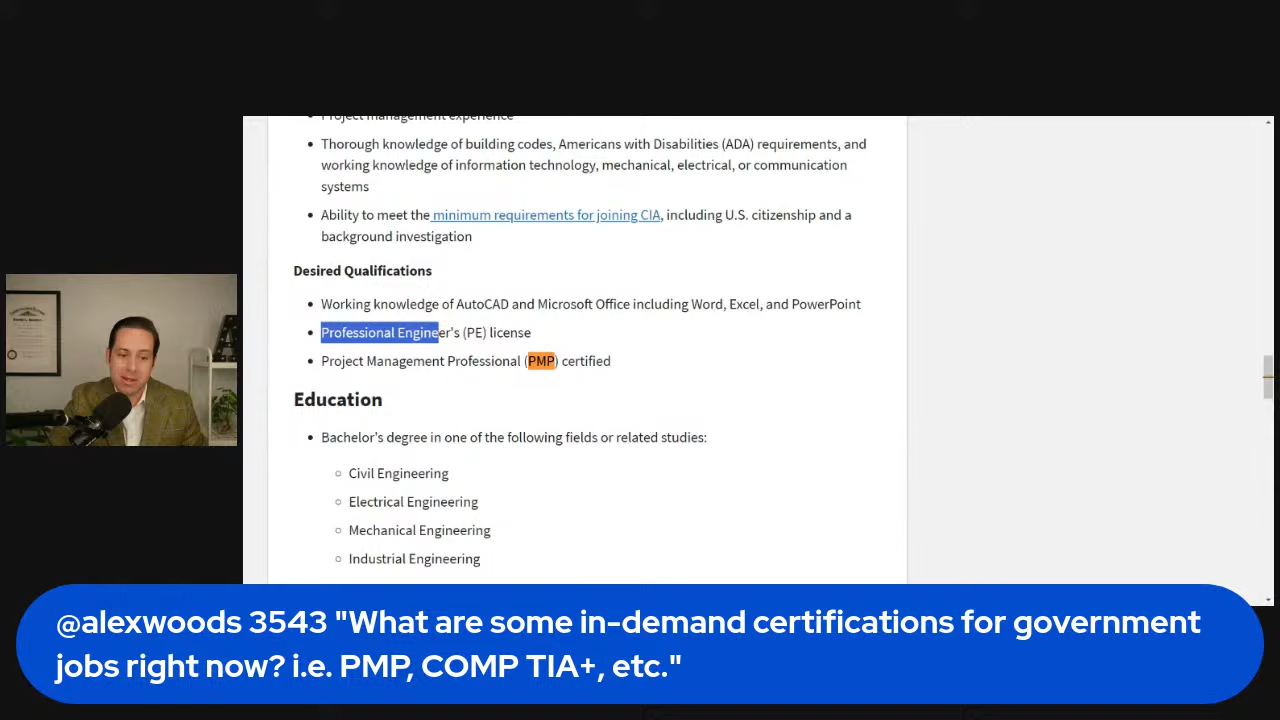 Project management experience
Thorough knowledge of building codes, Americans with Disabilities (ADA) requirements, and
working knowledge of information technology, mechanical, electrical, or communication
systems
Ability to meet the minimum requirements for joining CIA, including U.S. citizenship and a
background investigation
Desired Qualifications
Working knowledge of AutoCAD and Microsoft Office including Word, Excel, and PowerPoint
Professional Engineer's (PE) license
Project Management Professional (PMP) certified
Education
Bachelor's degree in one of the following fields or related studies:
Civil Engineering
Electrical Engineering
Mechanical Engineering
Industrial Engineering
@alexwoods 3543 "What are some in-demand certifications for government
jobs right now? i.e. PMP, COMP TIA+, etc."